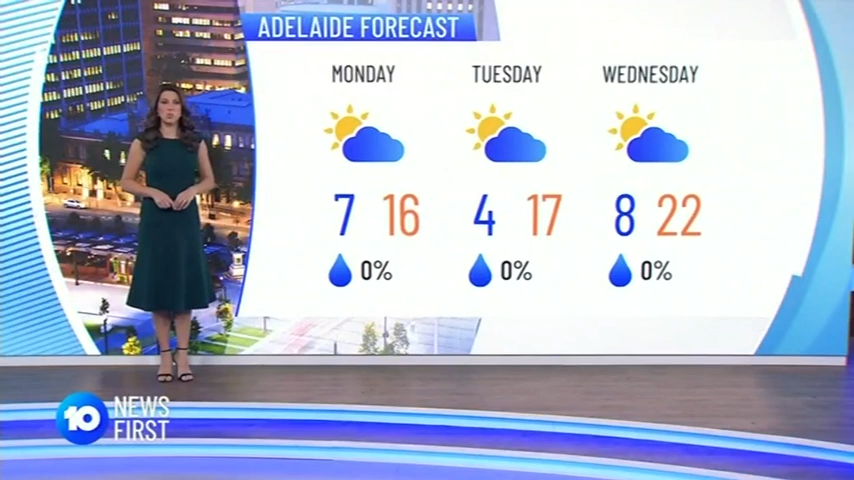 ADELAIDE FORECAST
MONDAY TUESDAY WEDNESDAY
7 16 4 17 8 22
0% 0% 0%
10 NEWS
FIRST